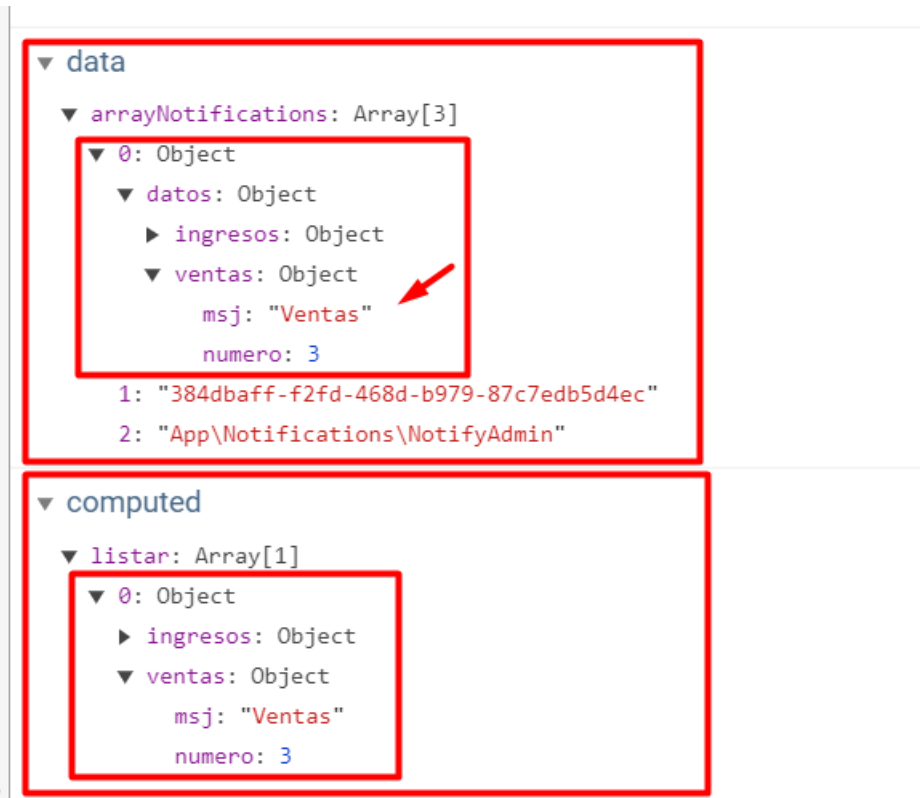 data
arrayNotifications: Array[3]
0: Object
datos: Object
ingresos: Object
ventas: Object
msj: "Ventas"
numero: 3
1: "384dbaff-f2fd-468d-b979-87c7edb5d4ec"
2: "App\Notifications\NotifyAdmin"
computed
listar: Array[1]
0: Object
ingresos: Object
ventas: Object
msj: "Ventas"
numero: 3